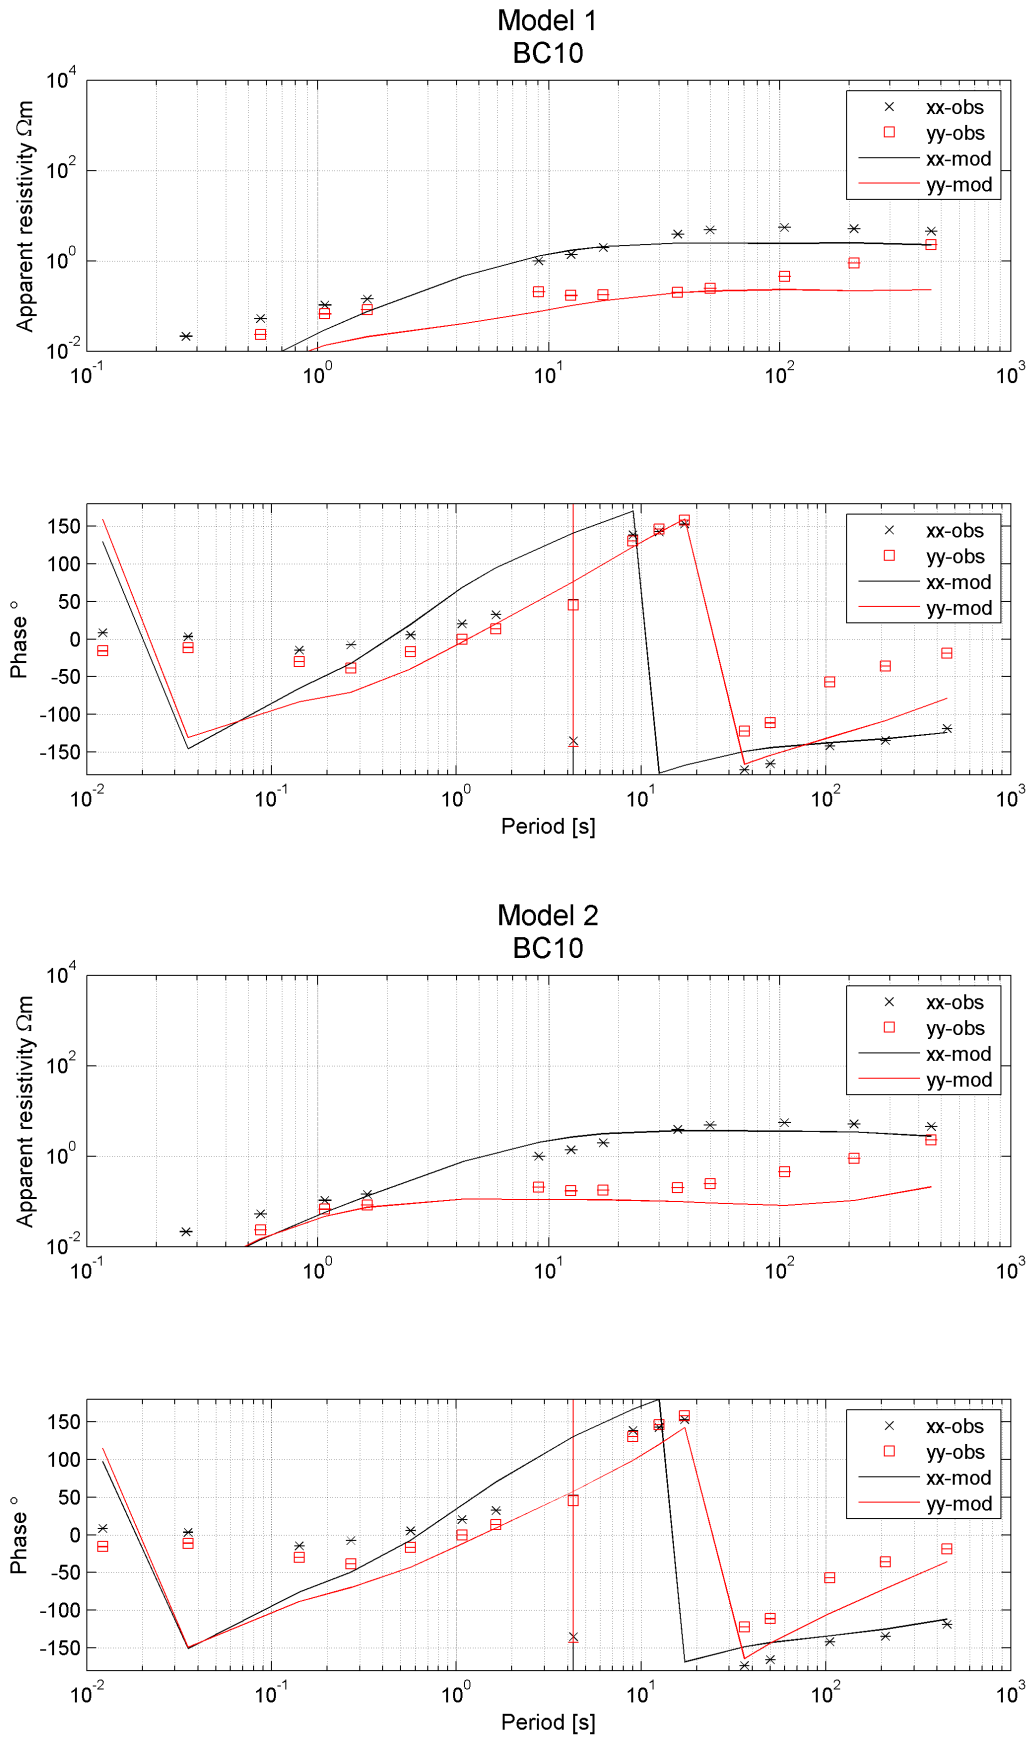 Model 1
BC10
Apparent resistivity Ωm
10^4
10^2
10^0
10^-2
10^-1
10^0
10^1
10^2
10^3
xx-obs
yy-obs
xx-mod
yy-mod
Phase °
150
100
50
0
-50
-100
-150
10^-2
10^-1
10^0
10^1
10^2
10^3
Period [s]
xx-obs
yy-obs
xx-mod
yy-mod
Model 2
BC10
Apparent resistivity Ωm
10^4
10^2
10^0
10^-2
10^-1
10^0
10^1
10^2
10^3
xx-obs
yy-obs
xx-mod
yy-mod
Phase °
150
100
50
0
-50
-100
-150
10^-2
10^-1
10^0
10^1
10^2
10^3
Period [s]
xx-obs
yy-obs
xx-mod
yy-mod